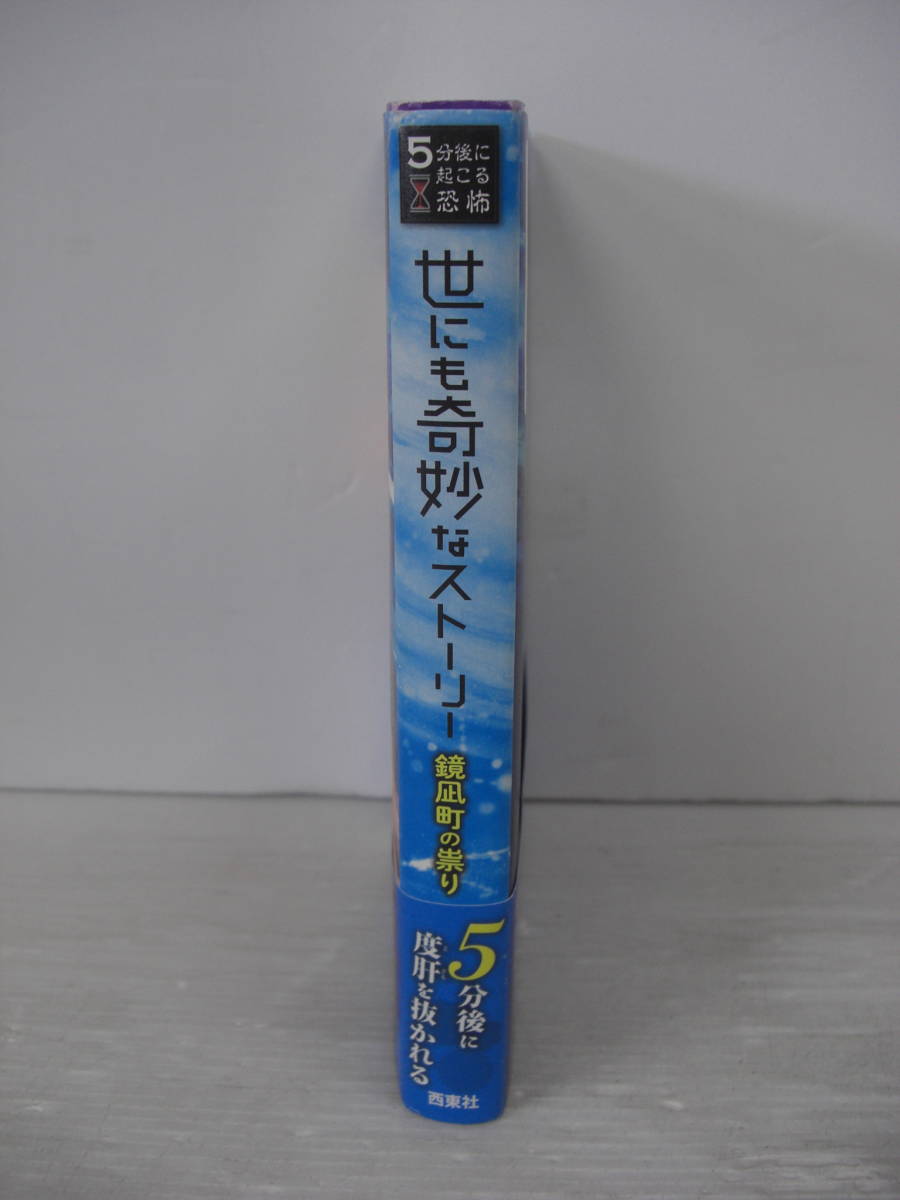 5分後に
起こる
恐怖
世にも奇妙なストーリー
鏡凪町の祟り
5分後に
度肝を抜かれる
西東社